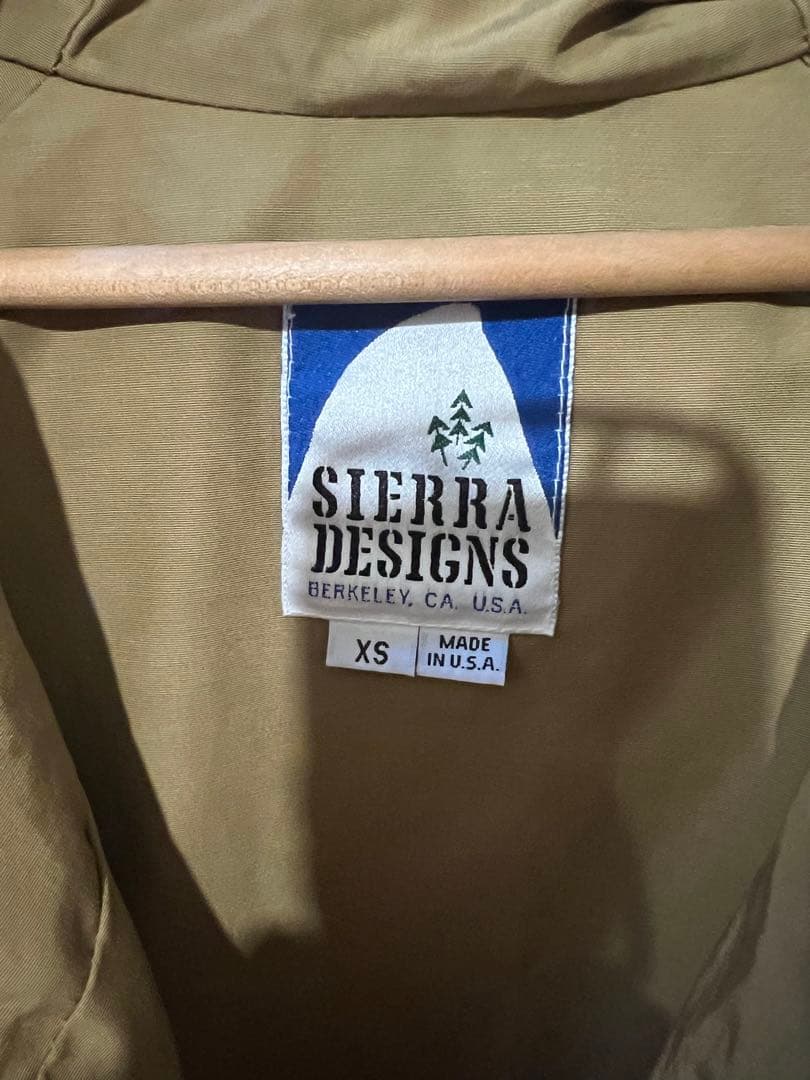 SIERRA
DESIGNS
BERKELEY, CA. U.S.A.
XS
MADE
IN U.S.A.